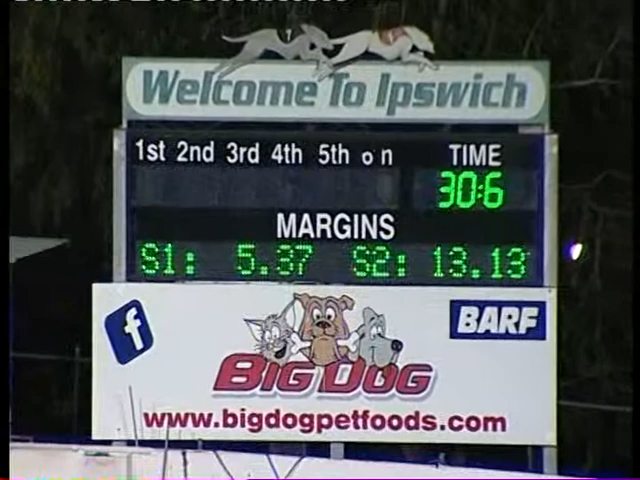 Welcome To Ipswich
1st 2nd 3rd 4th 5th o n TIME
30:6
MARGINS
S1: 5.37 S2: 13.13
f
BARF
BIG DOG
www.bigdogpetfoods.com